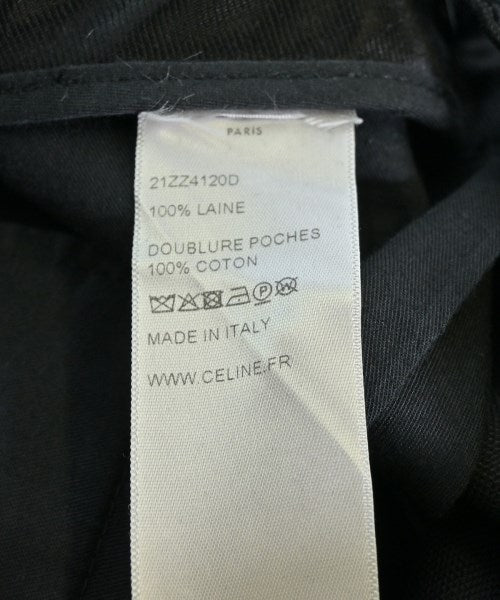 PARIS
21ZZ4120D
100% LAINE
DOUBLURE POCHES
100% COTON
P W
MADE IN ITALY
WWW.CELINE.FR